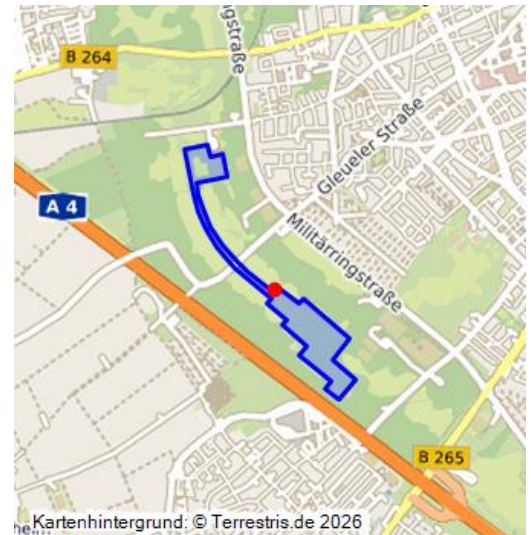 B 264
ngstraße
Gleueler Straße
A 4
Militärringstraße
B 265
Kartenhintergrund: © Terrestris.de 2026